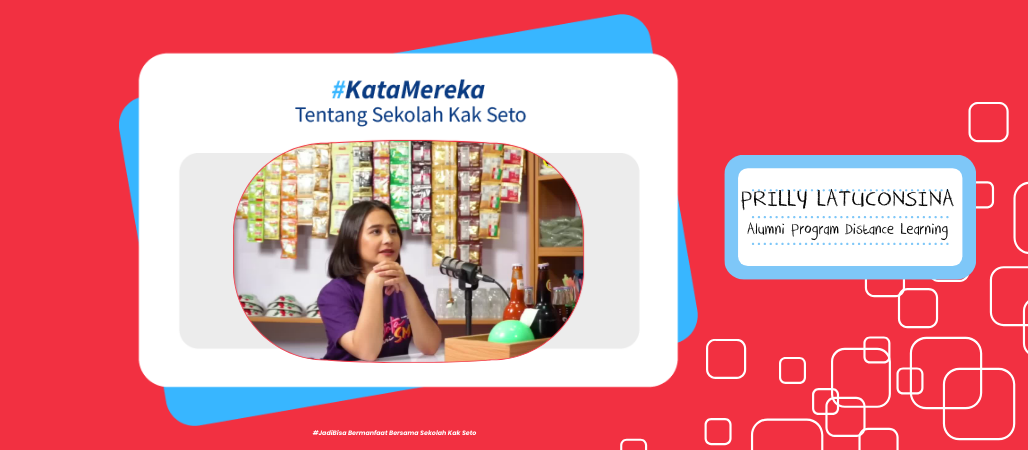 #KataMereka
Tentang Sekolah Kak Seto
PRILLY LATUCONSINA
Alumni Program Distance Learning
#JadiBisa Bermanfaat Bersama Sekolah Kak Seto